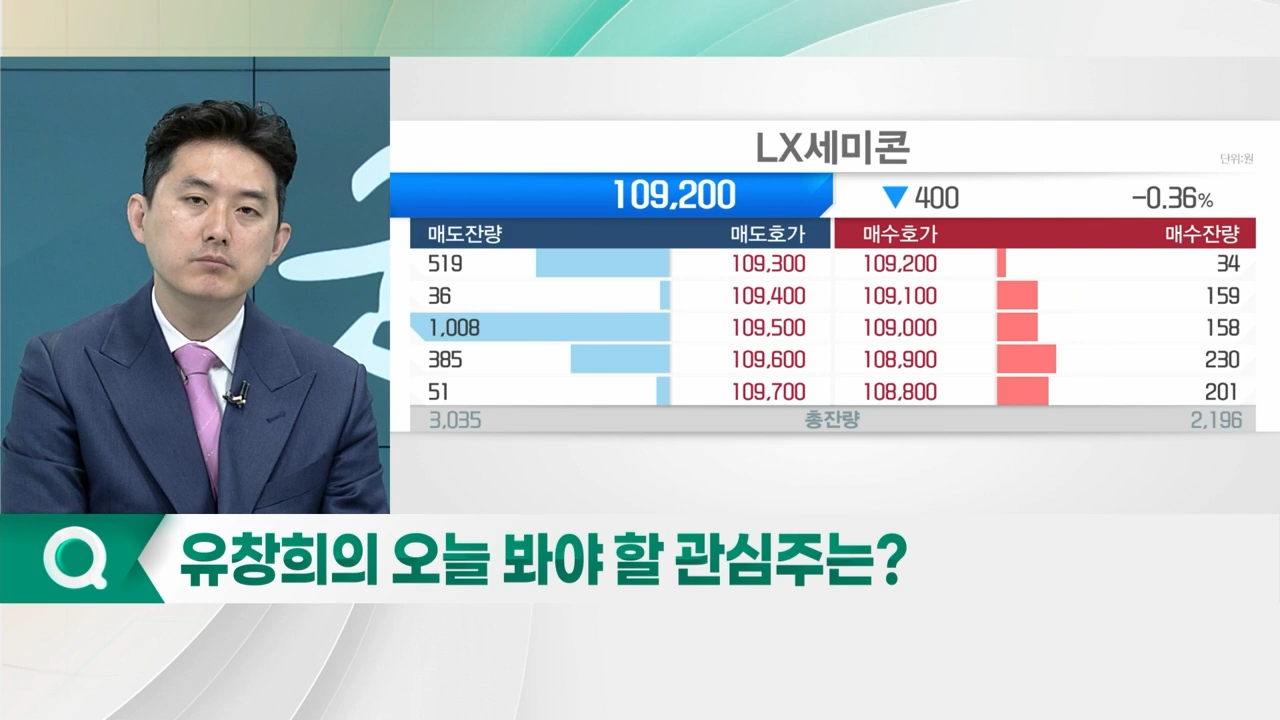 LX세미콘
단위:원
109,200 ▼400 -0.36%
매도잔량 매도호가 매수호가 매수잔량
519 109,300 109,200 34
36 109,400 109,100 159
1,008 109,500 109,000 158
385 109,600 108,900 230
51 109,700 108,800 201
3,035 총잔량 2,196
유창희의 오늘 봐야 할 관심주는?